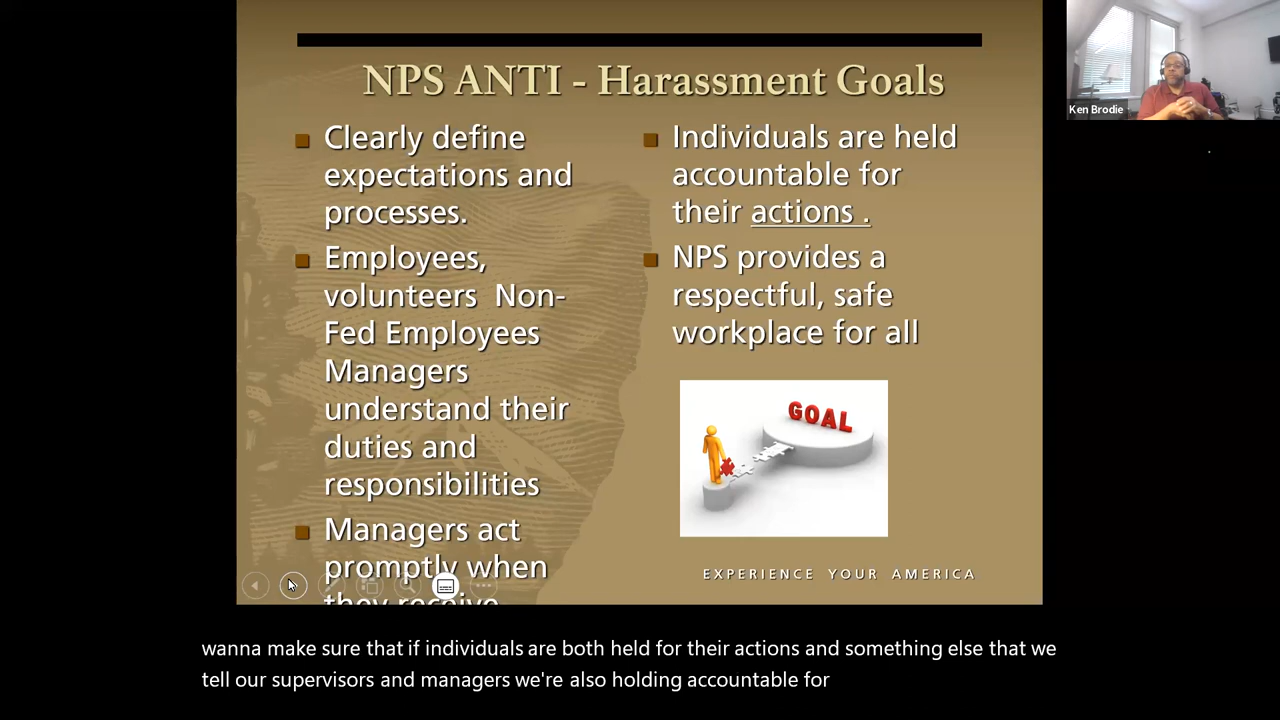 NPS ANTI - Harassment Goals
Clearly define
expectations and
processes.
Employees,
volunteers  Non-
Fed Employees
Managers
understand their
duties and
responsibilities
Managers act
promptly when
they receive
Individuals are held
accountable for
their actions .
NPS provides a
respectful, safe
workplace for all
GOAL
EXPERIENCE YOUR AMERICA
Ken Brodie
wanna make sure that if individuals are both held for their actions and something else that we
tell our supervisors and managers we're also holding accountable for